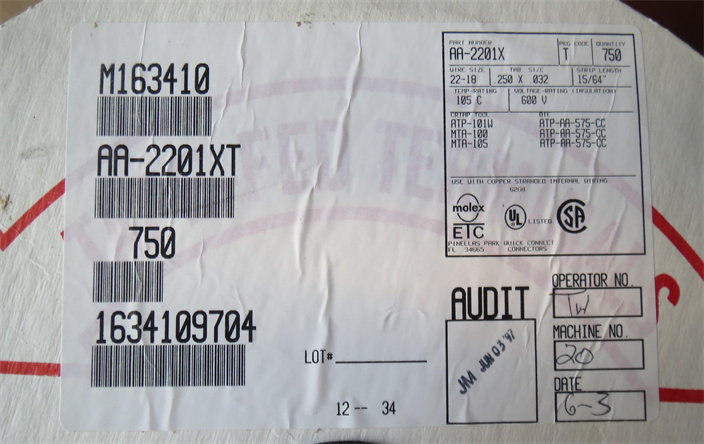 M163410
AA-2201XT
750
1634109704
LOT#
12 -- 34
PART NUMBER
AA-2201X
PKG CODE
T
QUANTITY
750
WIRE SIZE
22-18
TAB SIZE
.250 X .032
STRIP LENGTH
15/64"
TEMP-RATING
105 C
VOLTAGE-RATING (INSULATION)
600 V
CRIMP TOOL
DIE
ATP-101W ATP-AA-575-CC
MTA-100 ATP-AA-575-CC
MTA-105 ATP-AA-575-CC
USE WITH COPPER STRANDED INTERNAL WIRING
molex
ETC
UL LISTED
SA
PINELLAS PARK QUICK CONNECT
FL 34665 CONNECTORS
AUDIT
JAA JUN 03 '97
OPERATOR NO.
TW
MACHINE NO.
20
DATE
6-3